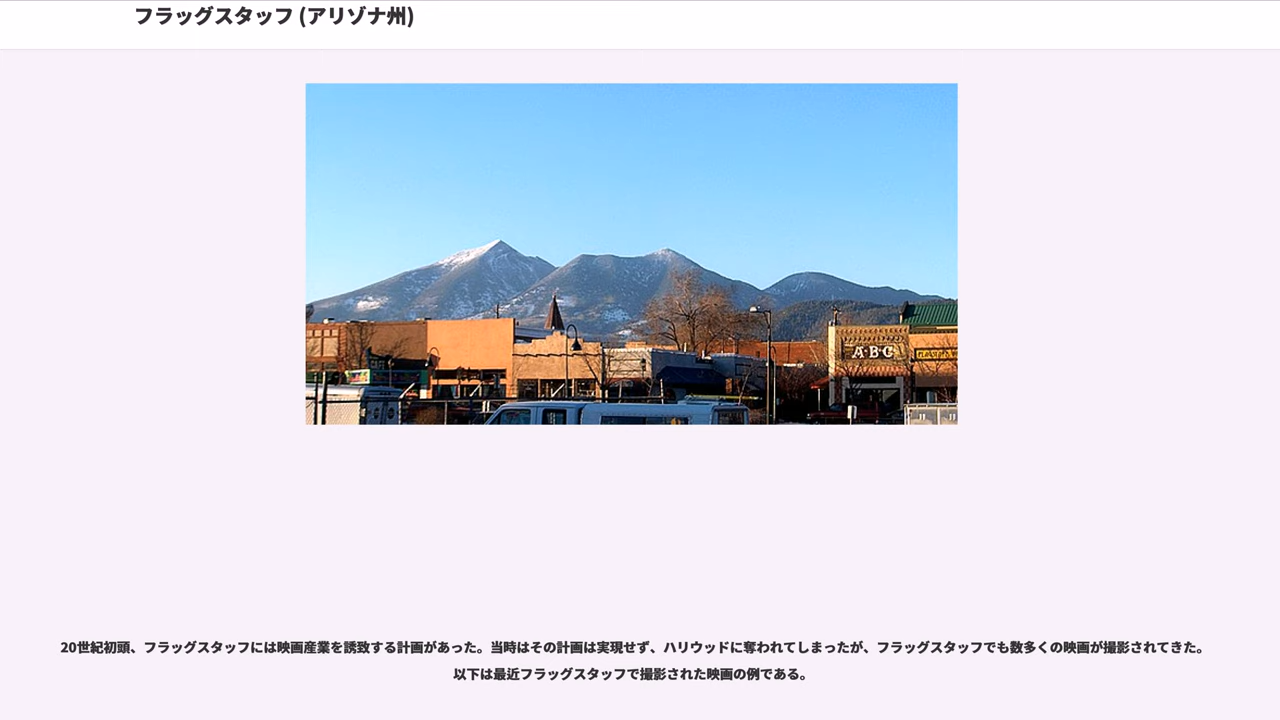 フラッグスタッフ (アリゾナ州)
A·B·C
20世紀初頭、フラッグスタッフには映画産業を誘致する計画があった。当時はその計画は実現せず、ハリウッドに奪われてしまったが、フラッグスタッフでも数多くの映画が撮影されてきた。
以下は最近フラッグスタッフで撮影された映画の例である。